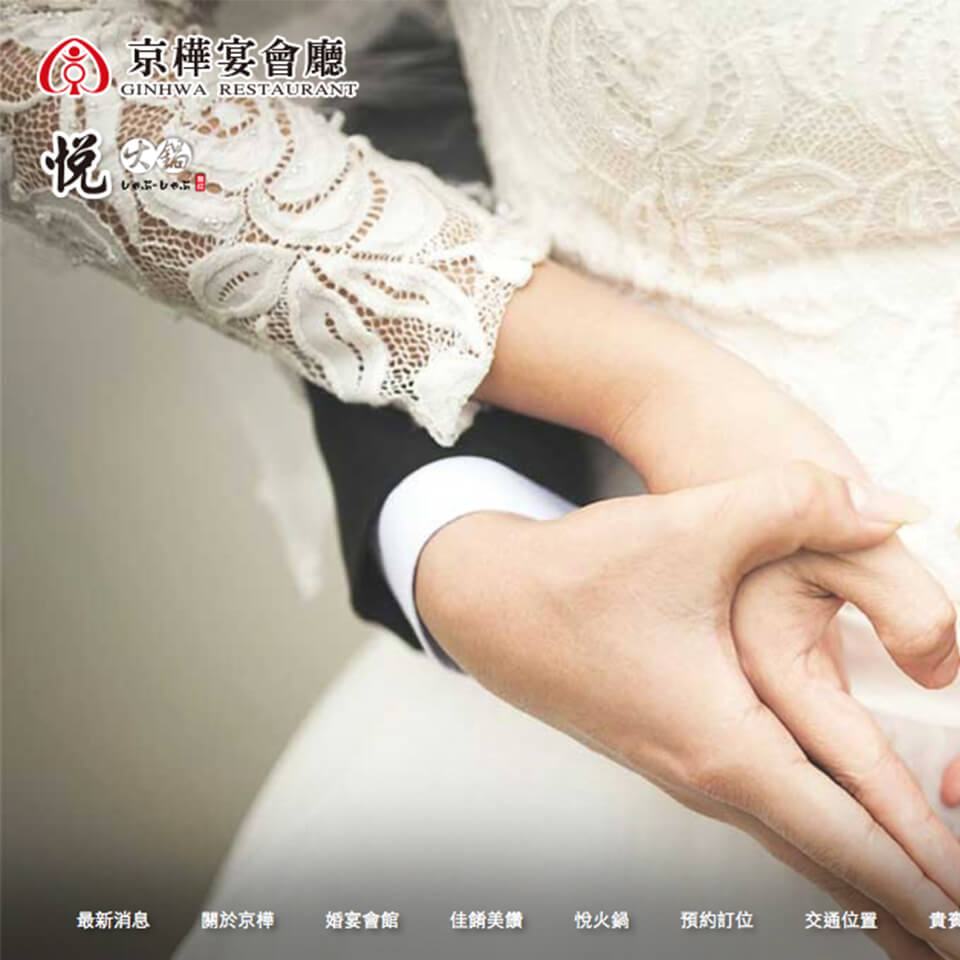 京樺宴會廳
GINHWA RESTAURANT
悅 火鍋
しゃぶ-しゃぶ
最新消息 關於京樺 婚宴會館 佳餚美饌 悅火鍋 預約訂位 交通位置 貴賓